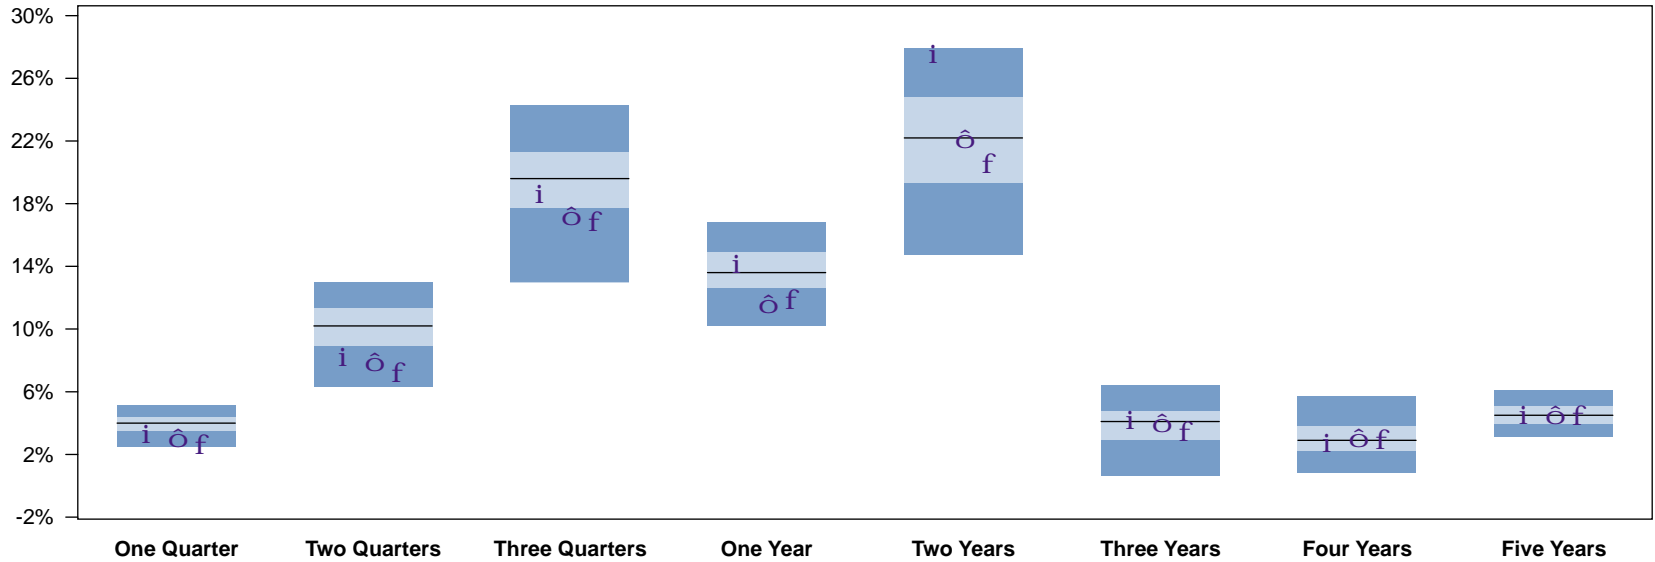 30%
26%
22%
18%
14%
10%
6%
2%
-2%
i ô f
i ô f
i ô f
i ô f
i ô f
i ô f
i ô f
i ô f
One Quarter Two Quarters Three Quarters One Year Two Years Three Years Four Years Five Years